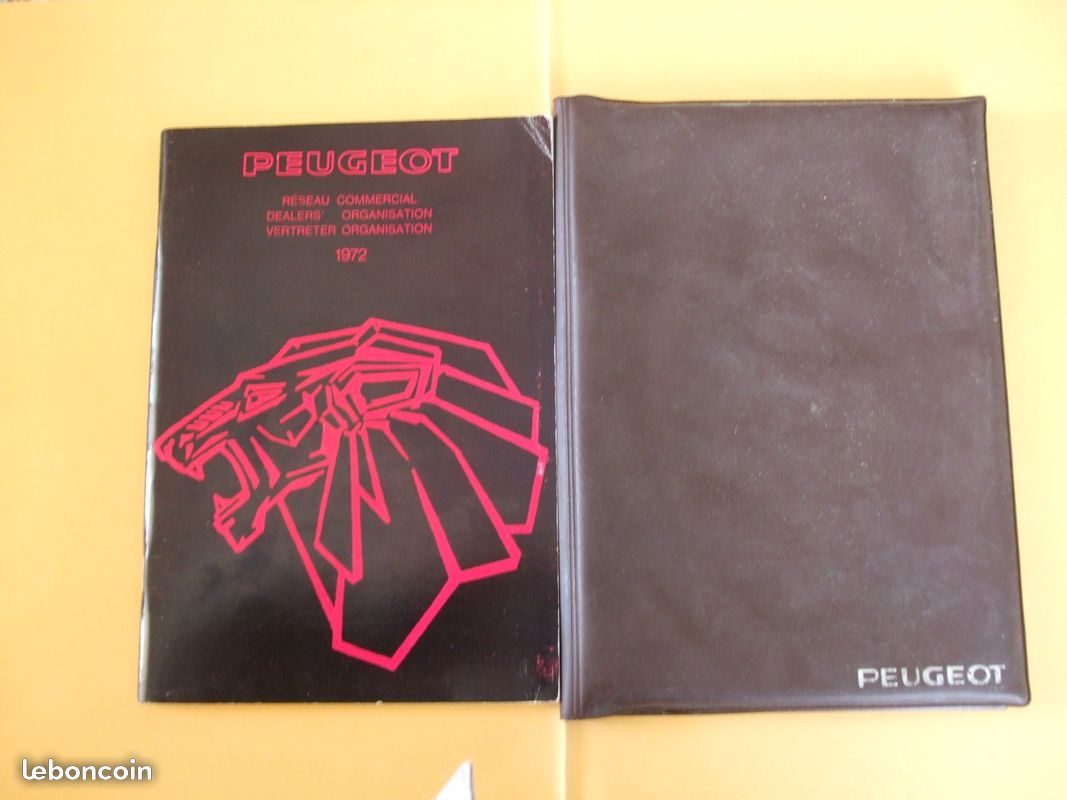 PEUGEOT
RÉSEAU COMMERCIAL
DEALERS' ORGANISATION
VERTRETER ORGANISATION
1972
PEUGEOT
leboncoin